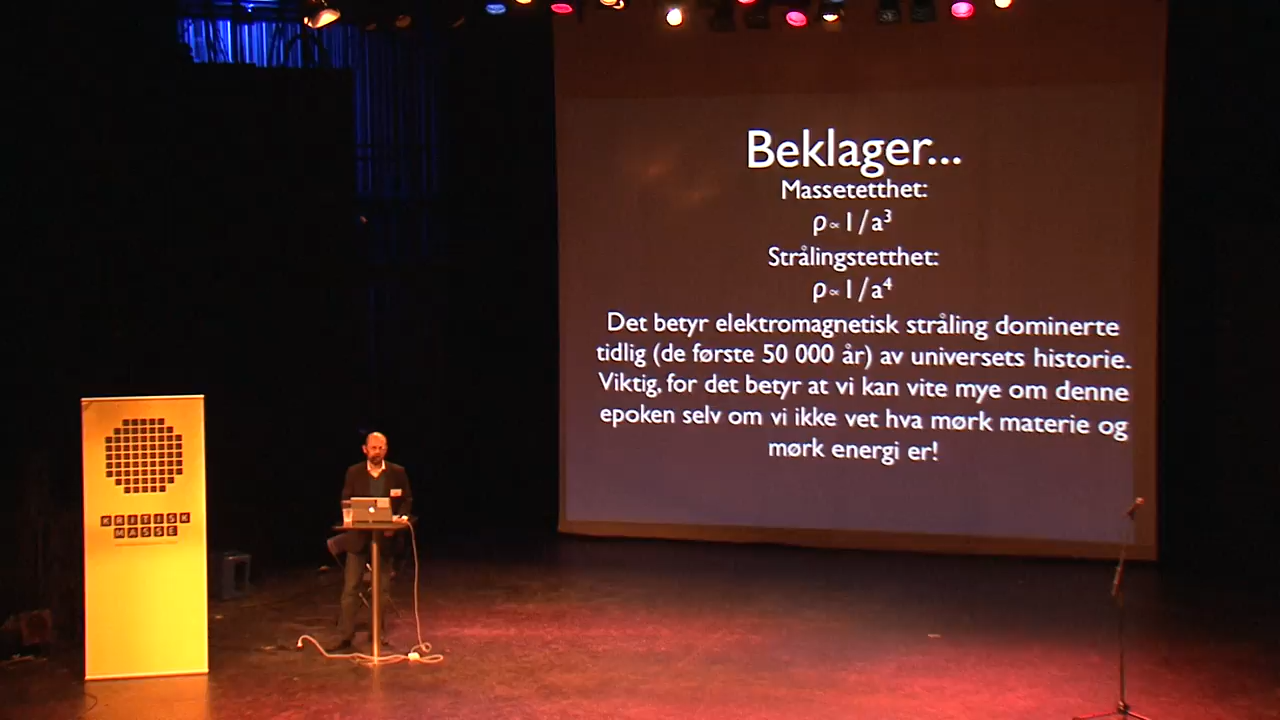 Beklager...
Massetetthet:
ρ∝1/a³
Strålingstetthet:
ρ∝1/a⁴
Det betyr elektromagnetisk stråling dominerte
tidlig (de første 50 000 år) av universets historie.
Viktig, for det betyr at vi kan vite mye om denne
epoken selv om vi ikke vet hva mørk materie og
mørk energi er!
KRITISK
MASSE